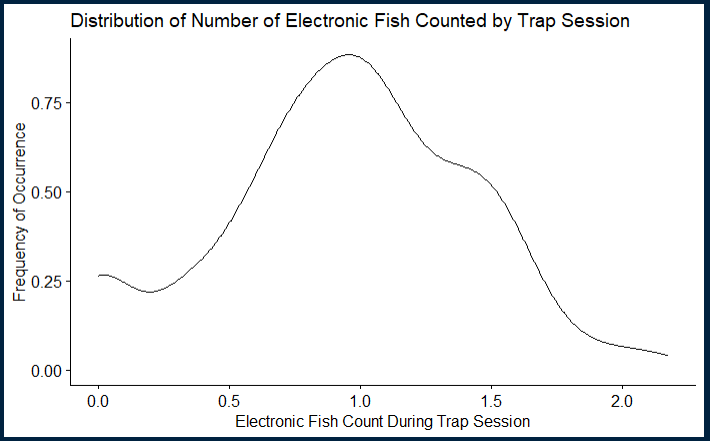 Distribution of Number of Electronic Fish Counted by Trap Session
Frequency of Occurrence
0.75
0.50
0.25
0.00
0.0 0.5 1.0 1.5 2.0
Electronic Fish Count During Trap Session